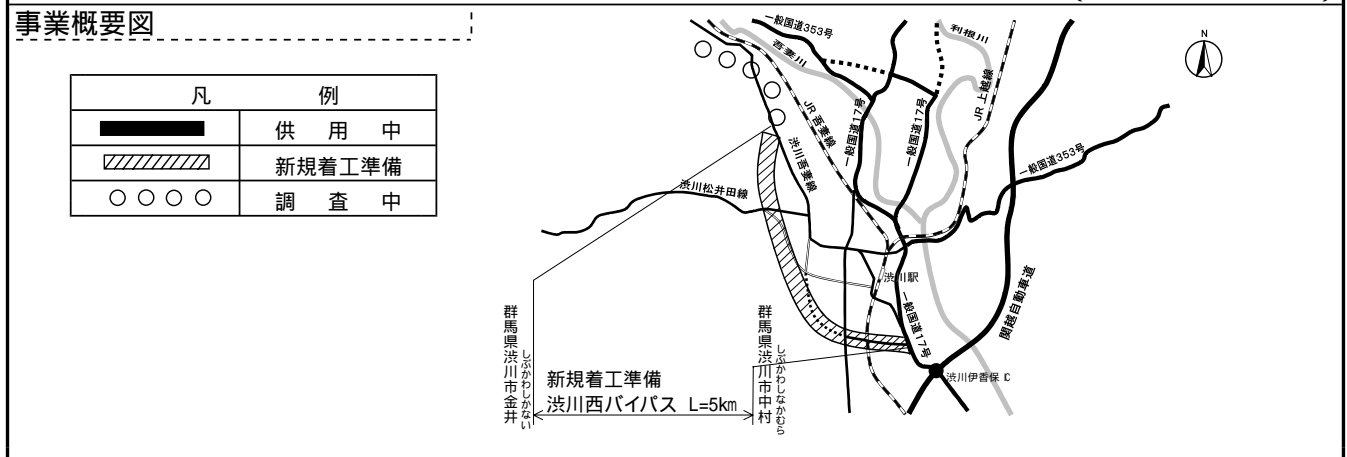 事業概要図
凡 例
供 用 中
新規着工準備
調 査 中
一般国道353号
吾妻川
利根川
N
JR吾妻線
一般国道17号
一般国道17号
JR上越線
渋川吾妻線
一般国道353号
渋川松井田線
渋川駅
一般国道17号
関越自動車道
渋川伊香保IC
群馬県渋川市金井
しぶかわしかない
新規着工準備
渋川西バイパス L=5km
群馬県渋川市中村
しぶかわしなかむら